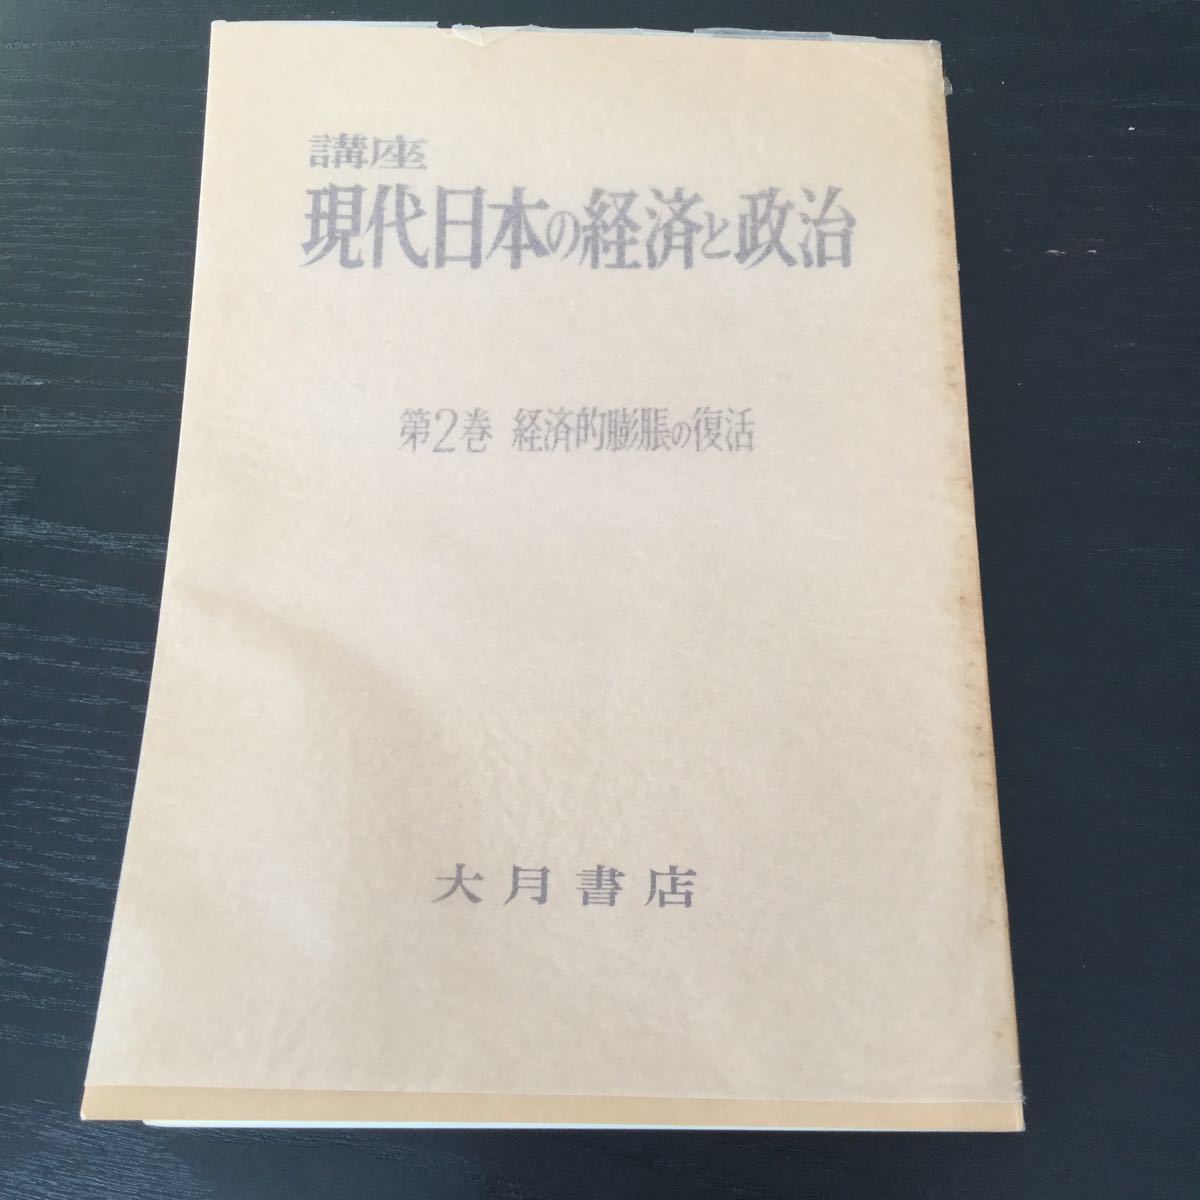 講座
現代日本の経済と政治
第2巻 経済的膨脹の復活
大月書店